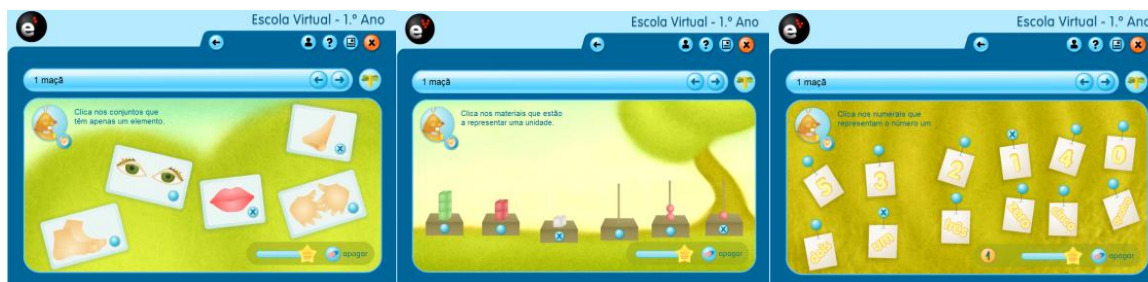 e
Escola Virtual - 1.º Ano
?
x
1 maçã
Clica nos conjuntos que
têm apenas um elemento.
x
x
apagar
e
Escola Virtual - 1.º Ano
?
x
1 maçã
Clica nos materiais que estão
a representar uma unidade.
x
x
apagar
e
Escola Virtual - 1.º Ano
?
x
1 maçã
Clica nos numerais que
representam o número um.
x
5 3 2 1 4 0
x
dois um três zero cinco
1
apagar